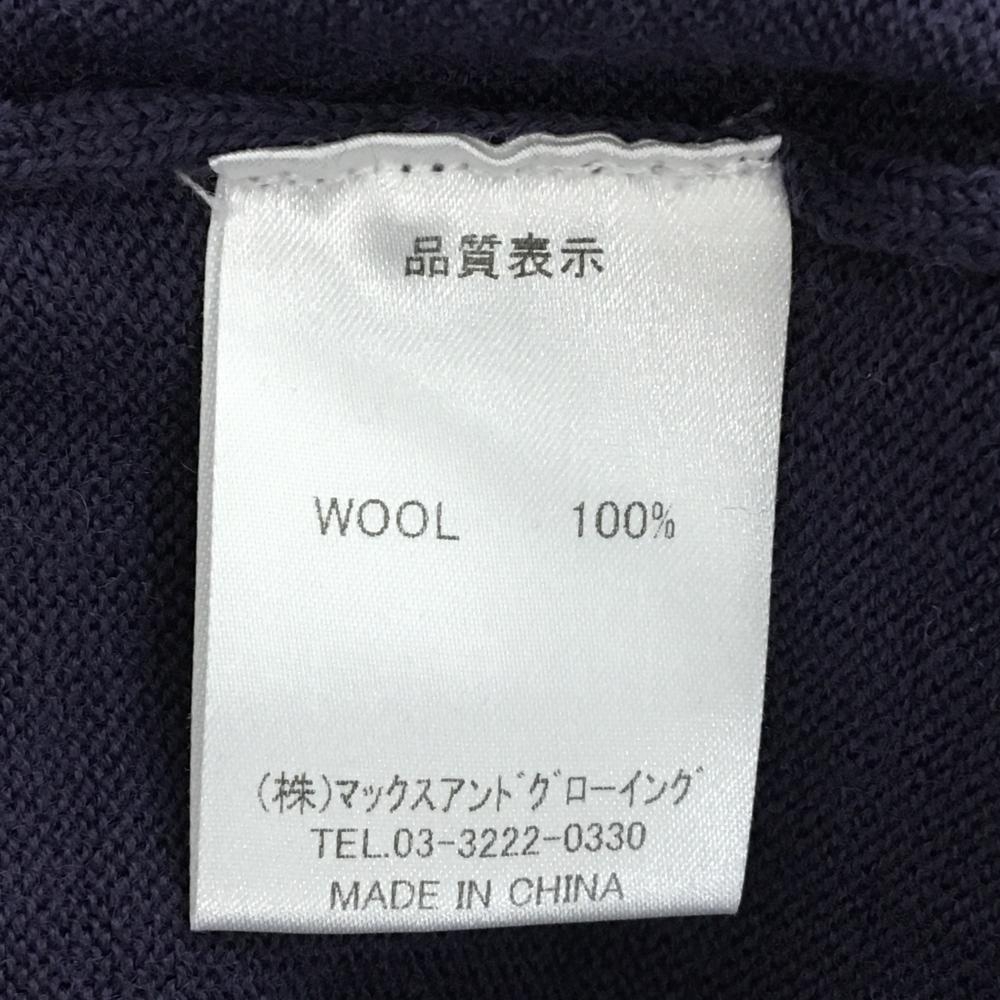 品質表示
WOOL 100%
(株)マックスアンドグローイング
TEL.03-3222-0330
MADE IN CHINA